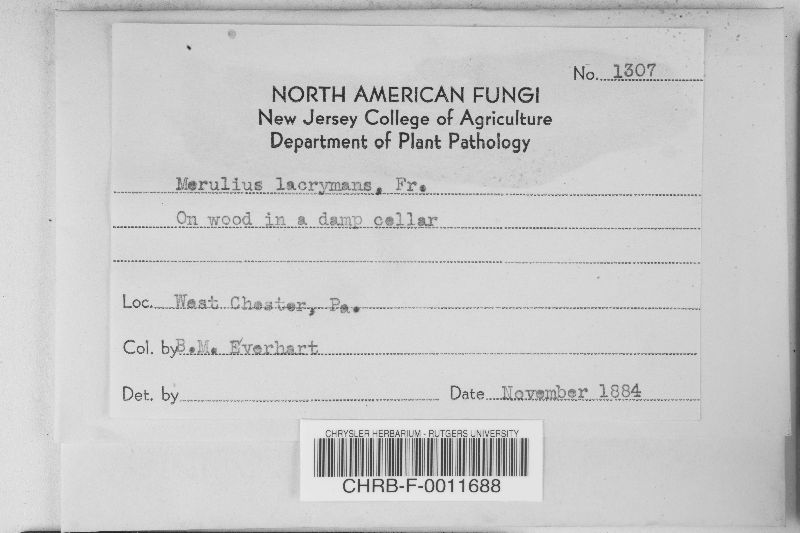 No. 1307
NORTH AMERICAN FUNGI
New Jersey College of Agriculture
Department of Plant Pathology
Merulius lacrymans, Fr.
On wood in a damp cellar
Loc. West Chester, Pa.
Col. by B.M. Everhart
Det. by Date November 1884
CHRYSLER HERBARIUM - RUTGERS UNIVERSITY
CHRB-F-0011688